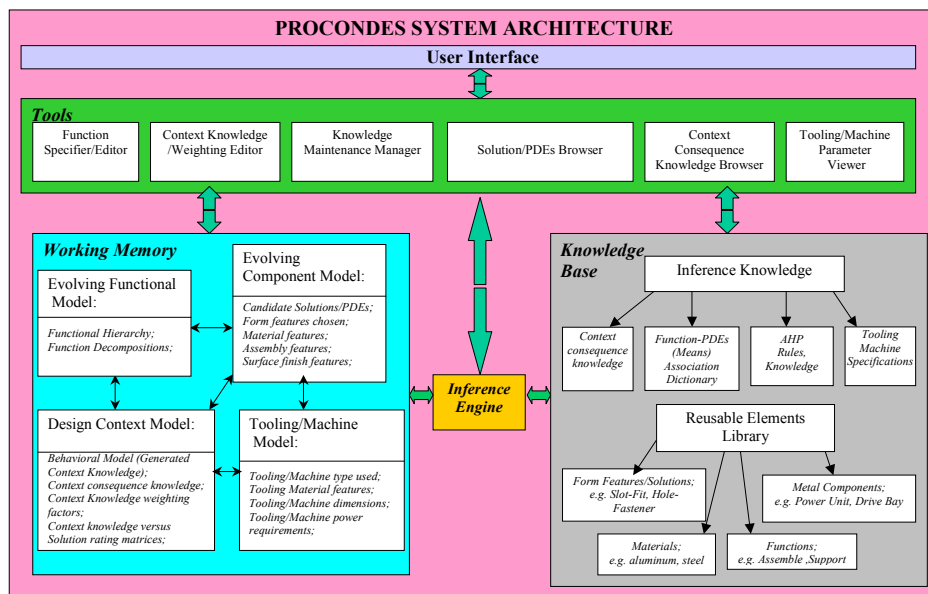 PROCONDES SYSTEM ARCHITECTURE
User Interface
Tools
Function
Specifier/Editor
Context Knowledge
/Weighting Editor
Knowledge
Maintenance Manager
Solution/PDEs Browser
Context
Consequence
Knowledge Browser
Tooling/Machine
Parameter
Viewer
Working Memory
Evolving Functional
Model:
Functional Hierarchy;
Function Decompositions;
Evolving
Component Model:
Candidate Solutions/PDEs;
Form features chosen;
Material features;
Assembly features;
Surface finish features;
Design Context Model:
Behavioral Model (Generated
Context Knowledge);
Context consequence knowledge;
Context Knowledge weighting
factors;
Context knowledge versus
Solution rating matrices;
Tooling/Machine
Model:
Tooling/Machine type used;
Tooling Material features;
Tooling/Machine dimensions;
Tooling/Machine power
requirements;
Inference
Engine
Knowledge
Base
Inference Knowledge
Context
consequence
knowledge
Function-PDEs
(Means)
Association
Dictionary
AHP
Rules,
Knowledge
Tooling
Machine
Specifications
Reusable Elements
Library
Form Features/Solutions;
e.g. Slot-Fit, Hole-
Fastener
Metal Components;
e.g. Power Unit, Drive Bay
Materials;
e.g. aluminum, steel
Functions;
e.g. Assemble ,Support